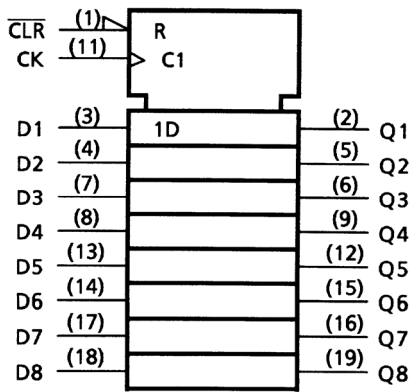 CLR (1) R
CK (11) C1
D1 (3) 1D (2) Q1
D2 (4) (5) Q2
D3 (7) (6) Q3
D4 (8) (9) Q4
D5 (13) (12) Q5
D6 (14) (15) Q6
D7 (17) (16) Q7
D8 (18) (19) Q8